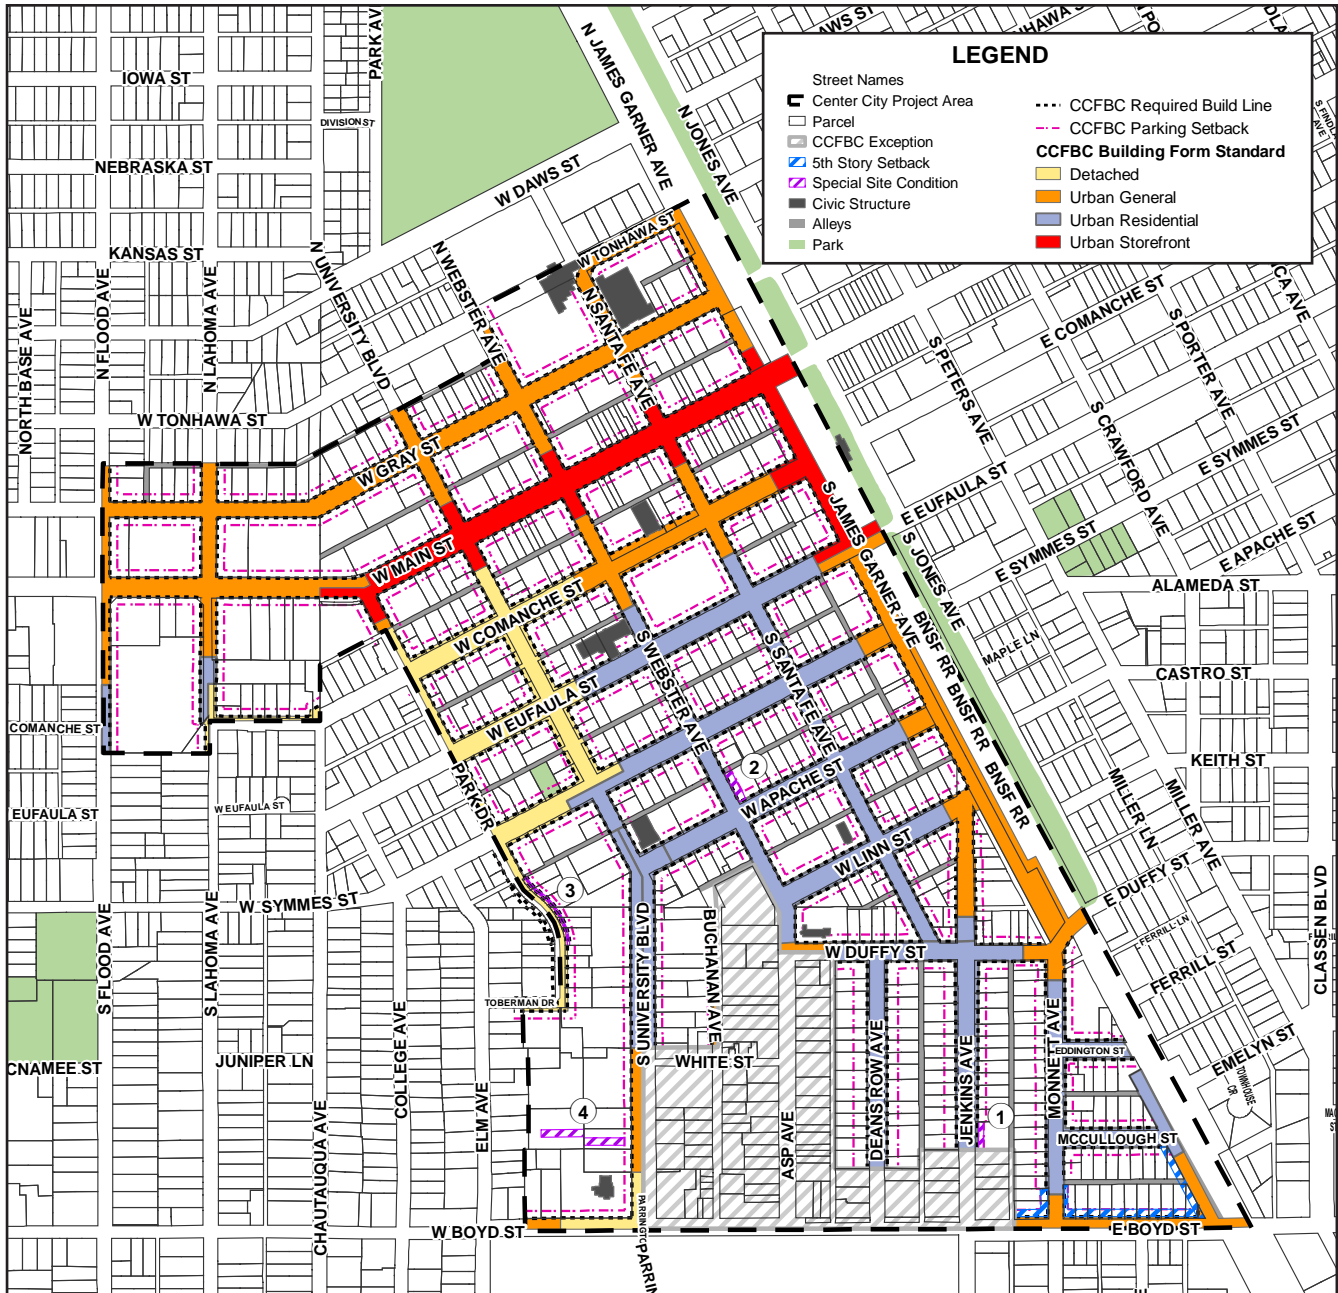 LEGEND
Street Names
Center City Project Area
Parcel
CCFBC Exception
5th Story Setback
Special Site Condition
Civic Structure
Alleys
Park
CCFBC Required Build Line
CCFBC Parking Setback
CCFBC Building Form Standard
Detached
Urban General
Urban Residential
Urban Storefront
IOWA ST
PARK AV
DIVISION ST
NEBRASKA ST
KANSAS ST
N JAMES GARNER AVE
N JONES AVE
W DAWS ST
W TONHAWA ST
NORTH BASE AVE
N FLOOD AVE
N LAHOMA AVE
N UNIVERSITY BLVD
N WEBSTER AVE
N SANTA FE AVE
W TONHAWA ST
W GRAY ST
W MAIN ST
W COMANCHE ST
W EUFAULA ST
S WEBSTER AVE
S SANTA FE AVE
S JAMES GARNER AVE
S JONES AVE
BNSF RR
BNSF RR
BNSF RR
E COMANCHE ST
S PETERS AVE
S PORTER AVE
S CRAWFORD AVE
E SYMMES ST
E EUFAULA ST
E SYMMES ST
E APACHE ST
ALAMEDA ST
MAPLE LN
CASTRO ST
KEITH ST
MILLER LN
MILLER AVE
CLASSEN BLVD
E DUFFY ST
FERRILL LN
FERRILL ST
EMELYN ST
TOWNHOUSE CR
COMANCHE ST
EUFAULA ST
W EUFAULA ST
PARK DR
W SYMMES ST
W APACHE ST
W LINN ST
2
3
S FLOOD AVE
S LAHOMA AVE
CHAUTAUQUA AVE
COLLEGE AVE
ELM AVE
TOBERMAN DR
S UNIVERSITY BLVD
BUCHANAN AVE
W DUFFY ST
CNAMEE ST
JUNIPER LN
WHITE ST
ASP AVE
DEANS ROW AVE
JENKINS AVE
MONNET AVE
EDDINGTON ST
MCCULLOUGH ST
4
1
W BOYD ST
E BOYD ST